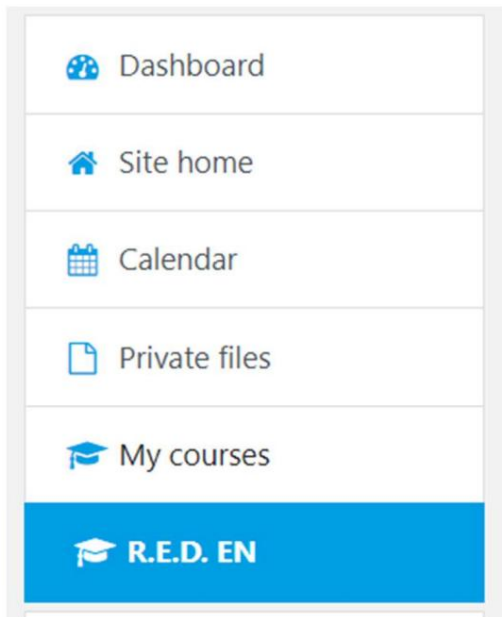 Dashboard
Site home
Calendar
Private files
My courses
R.E.D. EN